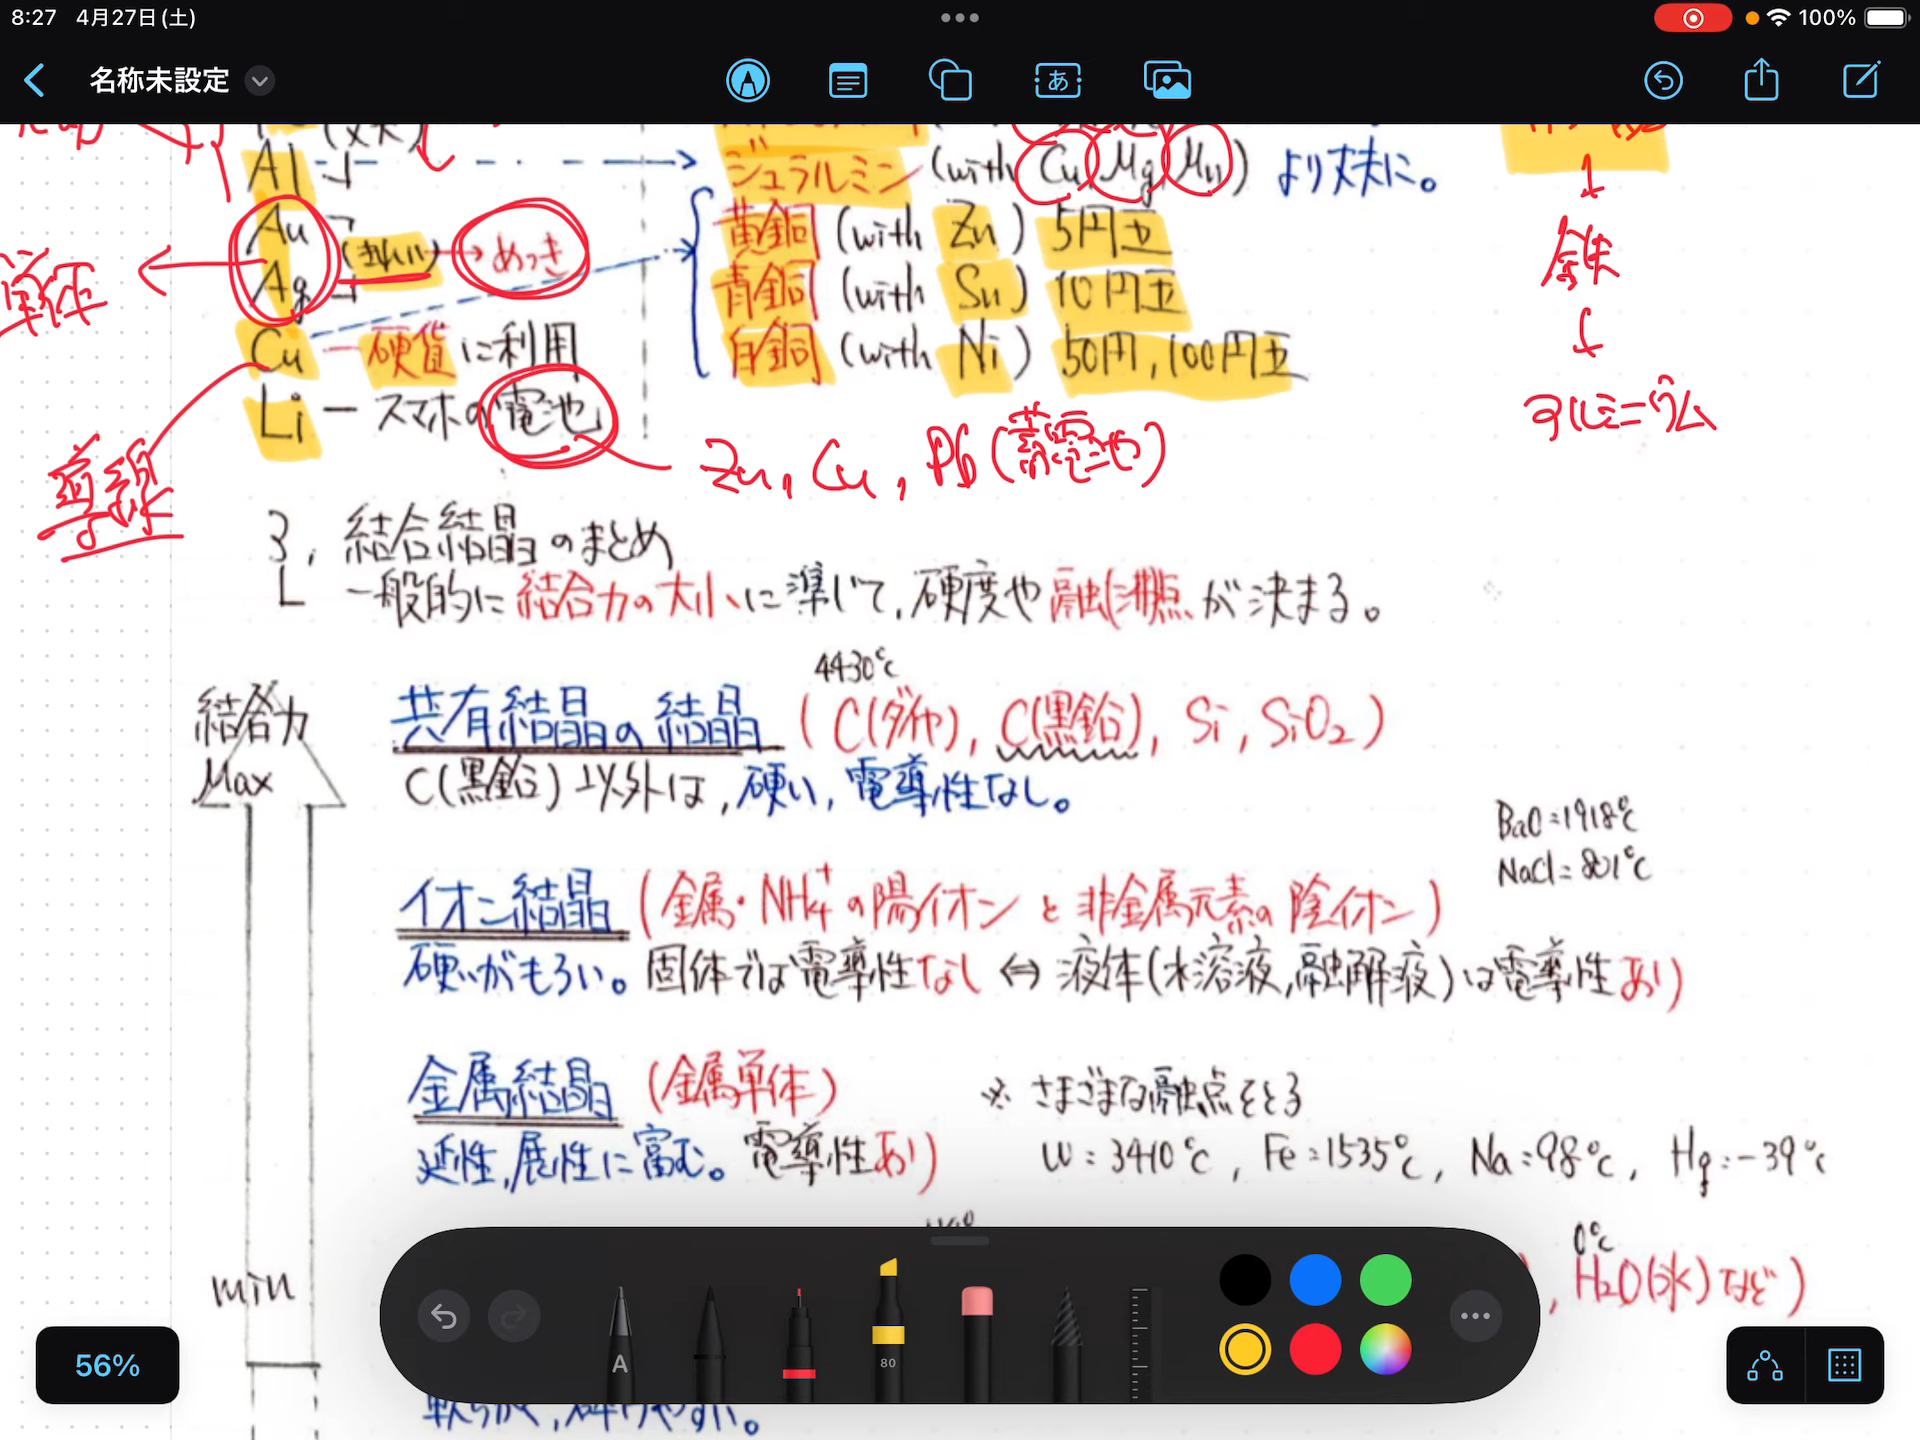 8:27 4月27日(土)
100%
名称未設定
Al
ジュラルミン (with Cu Mg Mn) より丈夫に。
Au
きれい → めっき
黄銅 (with Zn) 5円玉
鉄
Ag
青銅 (with Sn) 10円玉
単体
Cu 硬貨に利用
白銅 (with Ni) 50円,100円玉
Li ー スマホの電池
アルミニウム
Zn, Cu, Pb (蓄電池)
導線
3. 結合結晶のまとめ
一般的に結合力の大小に準じて、硬度や融沸点が決まる。
4430℃
結合力
Max
共有結晶の結晶 (C(ダイヤ), C(黒鉛), Si, SiO₂)
C(黒鉛)以外は,硬い,電導性なし。
BaO=1918℃
NaCl=801℃
イオン結晶 (金属・NH₄⁺の陽イオン と 非金属元素の陰イオン)
硬いがもろい。固体では電導性なし ⇔ 液体(水溶液,融解液)は電導性あり
金属結晶 (金属単体) ※さまざまな融点をとる
延性,展性に富む。電導性あり W:3410℃, Fe:1535℃, Na:98℃, Hg:-39℃
0℃
min
, H₂O(氷)など)
A
80
56%